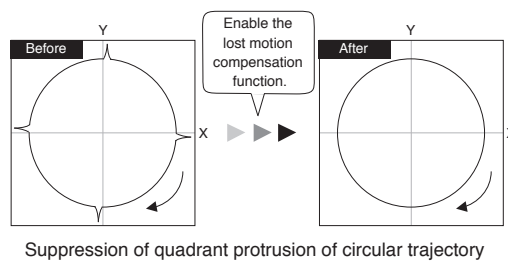 Y
Before
X
Enable the
lost motion
compensation
function.
Y
After
Suppression of quadrant protrusion of circular trajectory